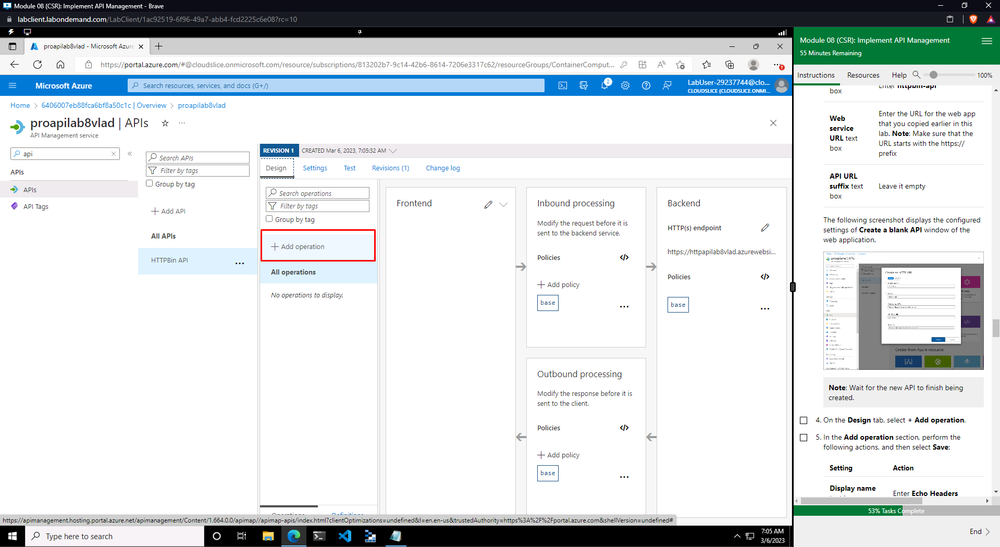 Module 08 (CSR): Implement API Management - Brave
labclient.labondemand.com/LabClient/1ac92519-6f96-49a7-abb4-fcd2225c6e08?rc=10
proapilab8vlad - Microsoft Azure
https://portal.azure.com/#@cloudslice.onmicrosoft.com/resource/subscriptions/813202b7-9c14-42b6-8614-7206e3317c62/resourceGroups/ContainerComput...
Microsoft Azure
Search resources, services, and docs (G+/)
2
LabUser-29237744@clo...
CLOUDSLICE (CLOUDSLICE.ONMI...
Home > 6406007eb88fca6bf8a50c1c | Overview > proapilab8vlad
proapilab8vlad | APIs
API Management service
api
APIs
APIs
API Tags
Search APIs
Filter by tags
Group by tag
+ Add API
All APIs
HTTPBin API
REVISION 1 CREATED Mar 6, 2023, 7:05:32 AM
Design Settings Test Revisions (1) Change log
Search operations
Filter by tags
Group by tag
+ Add operation
All operations
No operations to display.
Operations Definitions
Frontend
Inbound processing
Modify the request before it is
sent to the backend service.
Policies </>
+ Add policy
base
Outbound processing
Modify the response before it is
sent to the client.
Policies </>
+ Add policy
base
Backend
HTTP(s) endpoint
https://httpapilab8vlad.azurewebsi...
Policies </>
base
https://apimanagement.hosting.portal.azure.net/apimanagement/Content/1.664.0.0/apimap//apimap-apis/index.html?clientOptimizations=undefined&l=en.en-us&trustedAuthority=https%3A%2F%2Fportal.azure.com&shellVersion=undefined#
Type here to search
7:05 AM
3/6/2023
Module 08 (CSR): Implement API Management
55 Minutes Remaining
Instructions Resources Help 100%
box Enter httpbin-api
Web
service
URL text
box
Enter the URL for the web app
that you copied earlier in this
lab. Note: Make sure that the
URL starts with the https://
prefix
API URL
suffix text
box
Leave it empty
The following screenshot displays the configured
settings of Create a blank API window of the
web application.
proapianu | APIs
Create an HTTP API
Create from Azure resource
Note: Wait for the new API to finish being
created.
4. On the Design tab, select + Add operation.
5. In the Add operation section, perform the
following actions, and then select Save:
Setting Action
Display name Enter Echo Headers
53% Tasks Complete
End >